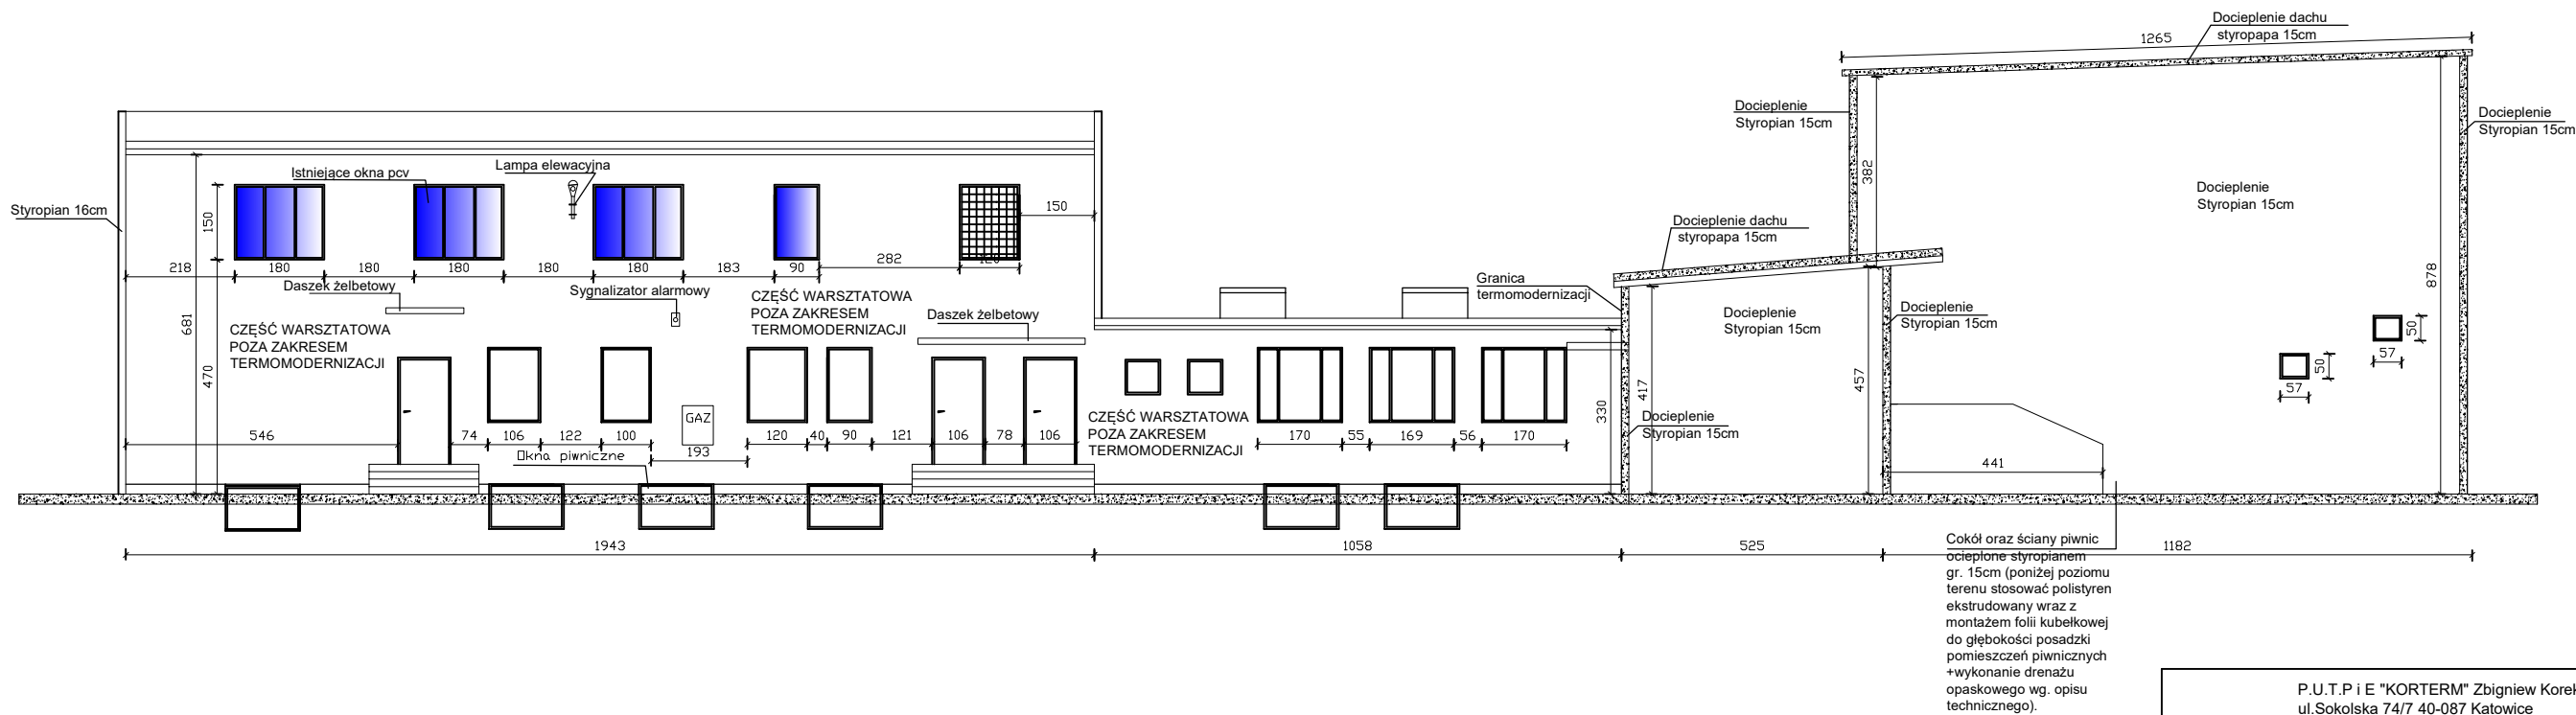 Docieplenie dachu
styropapa 15cm
1265
Docieplenie
Styropian 15cm
Docieplenie
Styropian 15cm
382
Docieplenie
Styropian 15cm
878
Lampa elewacyjna
Istniejące okna pcv
Styropian 16cm
150
150
218
180
180
180
180
180
183
90
282
120
Docieplenie dachu
styropapa 15cm
Granica
termomodernizacji
Daszek żelbetowy
Sygnalizator alarmowy
CZĘŚĆ WARSZTATOWA
POZA ZAKRESEM
TERMOMODERNIZACJI
Daszek żelbetowy
Docieplenie
Styropian 15cm
Docieplenie
Styropian 15cm
681
CZĘŚĆ WARSZTATOWA
POZA ZAKRESEM
TERMOMODERNIZACJI
470
50
57
50
57
GAZ
CZĘŚĆ WARSZTATOWA
POZA ZAKRESEM
TERMOMODERNIZACJI
330
417
457
Docieplenie
Styropian 15cm
546
74
106
122
100
193
120
40
90
121
106
78
106
170
55
169
56
170
Okna piwniczne
441
1943
1058
525
1182
Cokół oraz ściany piwnic
ocieplone styropianem
gr. 15cm (poniżej poziomu
terenu stosować polistyren
ekstrudowany wraz z
montażem folii kubełkowej
do głębokości posadzki
pomieszczeń piwnicznych
+wykonanie drenażu
opaskowego wg. opisu
technicznego).
P.U.T.P i E "KORTERM" Zbigniew Korek
ul.Sokolska 74/7 40-087 Katowice